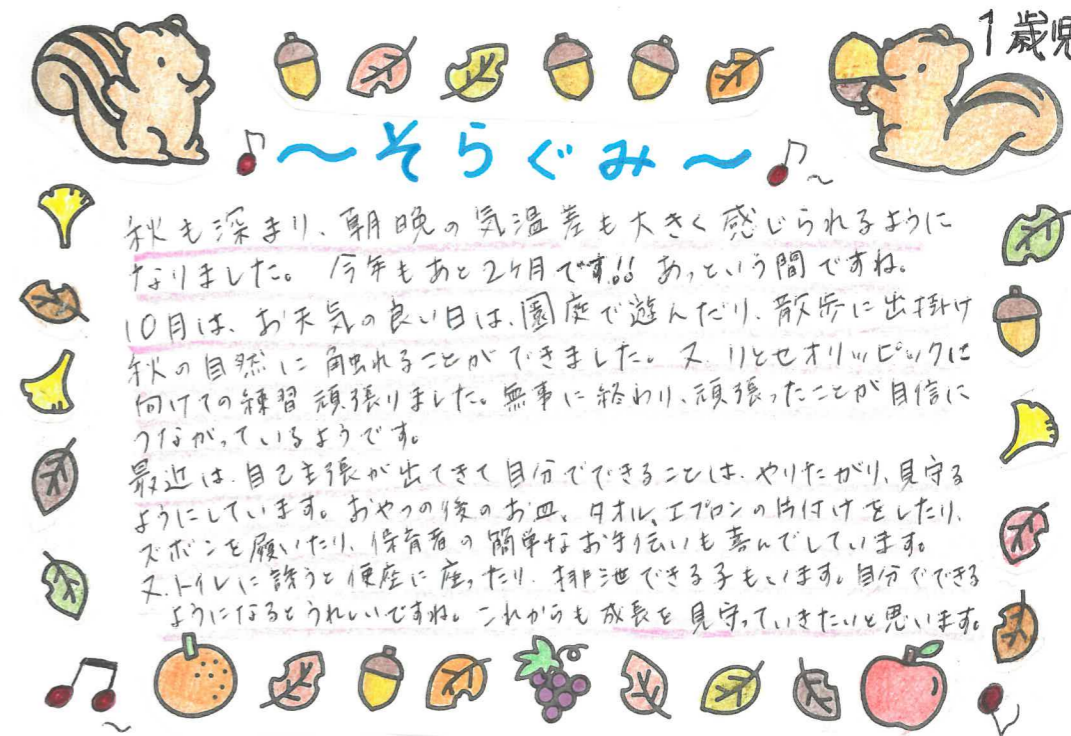 1歳児
～そらぐみ～
秋も深まり、朝晩の気温差も大きく感じられるように
なりました。今年もあと2ヶ月です!!あっという間ですね。
10月は、お天気の良い日は、園庭で遊んだり、散歩に出掛け
秋の自然に触れることができました。又、りとせオリッピックに
向けての練習頑張りました。無事に終わり、頑張ったことが自信に
つながっているようです。
最近は、自己主張が出てきて自分でできることは、やりたがり、見守る
ようにしています。おやつの後のお皿、タオル、エプロンの片付けをしたり、
ズボンを履いたり、保育者の簡単なお手伝いも喜んでしています。
又、トイレに誘うと便座に座ったり、排泄できる子もいます。自分でできる
ようになるとうれしいですね。これからも成長を見守っていきたいと思います。